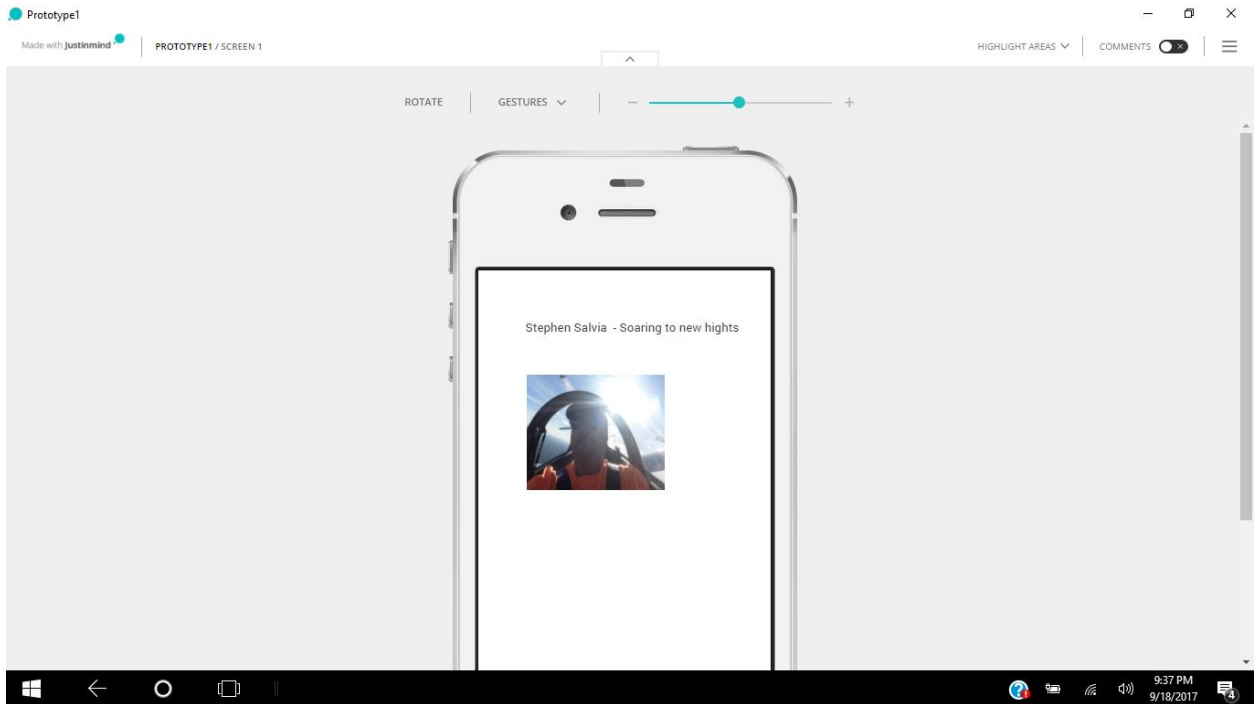 Prototype1
Made with Justinmind
PROTOTYPE1 / SCREEN 1
HIGHLIGHT AREAS
COMMENTS
ROTATE
GESTURES
Stephen Salvia - Soaring to new hights
9:37 PM
9/18/2017
4